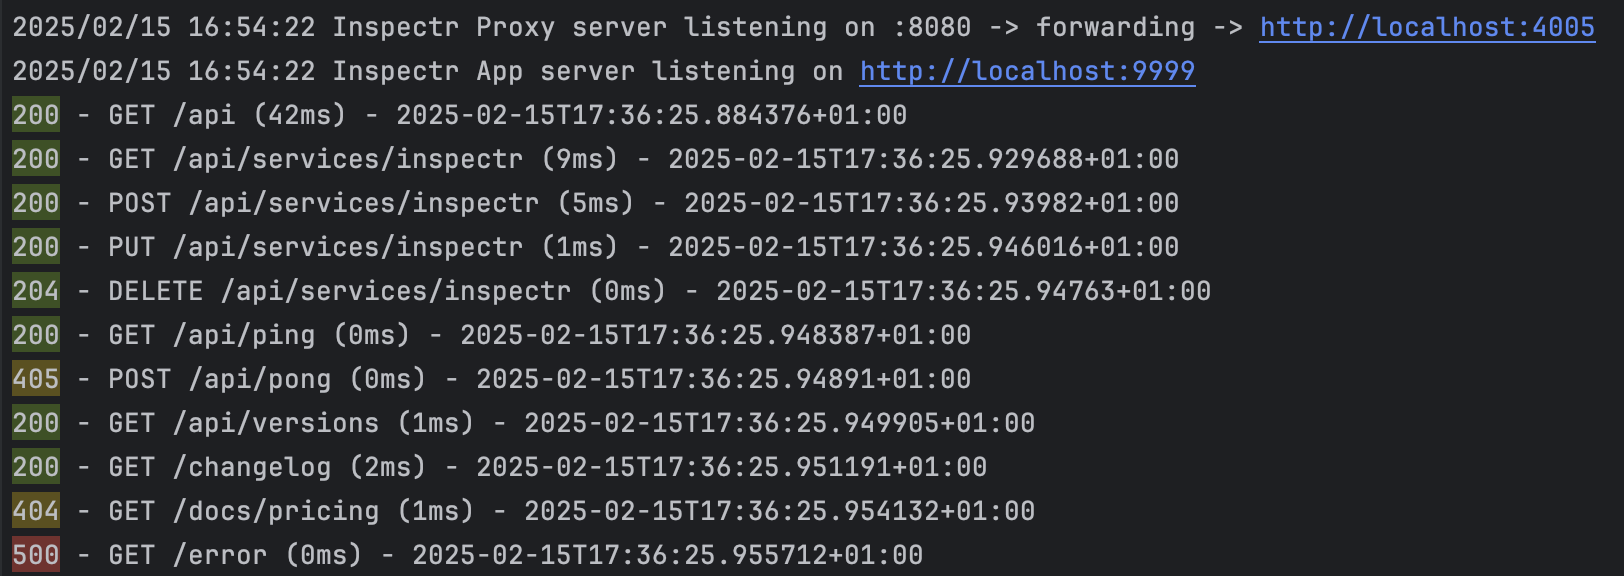 2025/02/15 16:54:22 Inspectr Proxy server listening on :8080 -> forwarding -> http://localhost:4005
2025/02/15 16:54:22 Inspectr App server listening on http://localhost:9999
200 - GET /api (42ms) - 2025-02-15T17:36:25.884376+01:00
200 - GET /api/services/inspectr (9ms) - 2025-02-15T17:36:25.929688+01:00
200 - POST /api/services/inspectr (5ms) - 2025-02-15T17:36:25.93982+01:00
200 - PUT /api/services/inspectr (1ms) - 2025-02-15T17:36:25.946016+01:00
204 - DELETE /api/services/inspectr (0ms) - 2025-02-15T17:36:25.94763+01:00
200 - GET /api/ping (0ms) - 2025-02-15T17:36:25.948387+01:00
405 - POST /api/pong (0ms) - 2025-02-15T17:36:25.94891+01:00
200 - GET /api/versions (1ms) - 2025-02-15T17:36:25.949905+01:00
200 - GET /changelog (2ms) - 2025-02-15T17:36:25.951191+01:00
404 - GET /docs/pricing (1ms) - 2025-02-15T17:36:25.954132+01:00
500 - GET /error (0ms) - 2025-02-15T17:36:25.955712+01:00